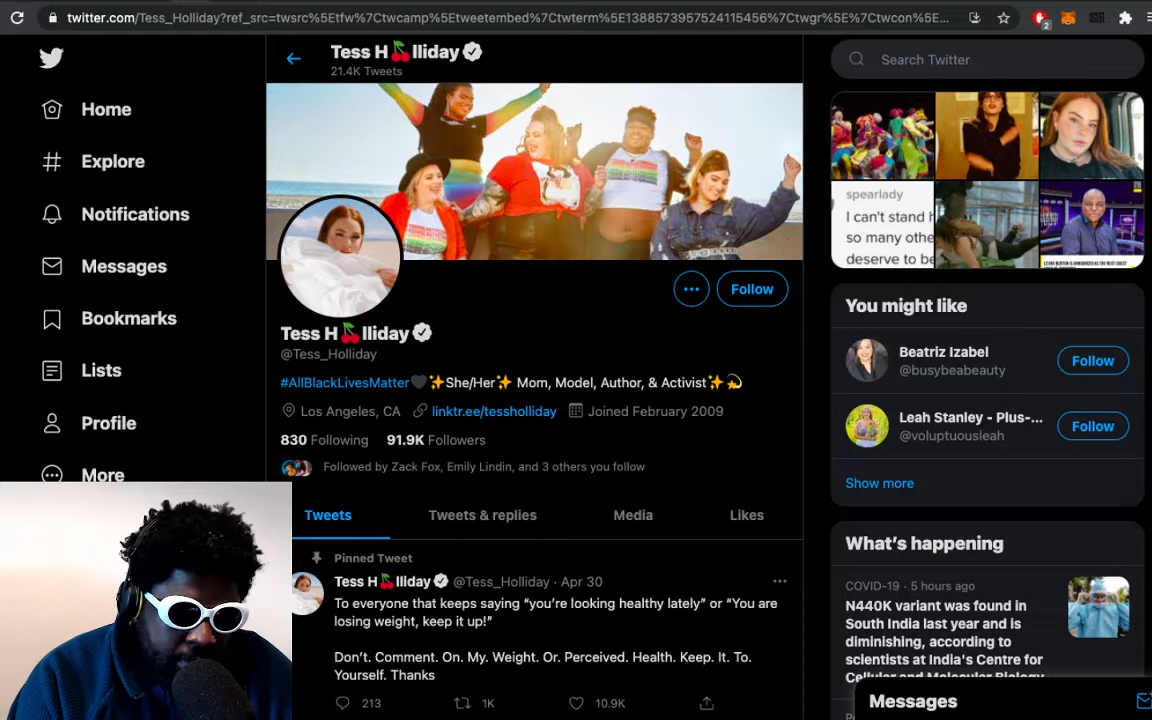 twitter.com/Tess_Holliday?ref_src=twsrc%5Etfw%7Ctwcamp%5Etweetembed%7Ctwterm%5E1388573957524115456%7Ctwgr%5E%7Ctwcon%5E...
2
Tess H🍒lliday
21.4K Tweets
Search Twitter
Home
Explore
Notifications
Messages
Bookmarks
Lists
Profile
More
spearlady
I can't stand h
so many othe
deserve to be
Follow
Tess H🍒lliday
@Tess_Holliday
#AllBlackLivesMatter🖤✨She/Her✨ Mom, Model, Author, & Activist✨💫
Los Angeles, CA linktr.ee/tessholliday Joined February 2009
830 Following 91.9K Followers
Followed by Zack Fox, Emily Lindin, and 3 others you follow
Tweets Tweets & replies Media Likes
Pinned Tweet
Tess H🍒lliday @Tess_Holliday · Apr 30
To everyone that keeps saying “you’re looking healthy lately” or “You are
losing weight, keep it up!”
Don’t. Comment. On. My. Weight. Or. Perceived. Health. Keep. It. To.
Yourself. Thanks
213 1K 10.9K
You might like
Beatriz Izabel
@busybeabeauty
Follow
Leah Stanley - Plus-...
@voluptuousleah
Follow
Show more
What’s happening
COVID-19 · 5 hours ago
N440K variant was found in
South India last year and is
diminishing, according to
scientists at India's Centre for
Cellular and Molecular Biology
Messages